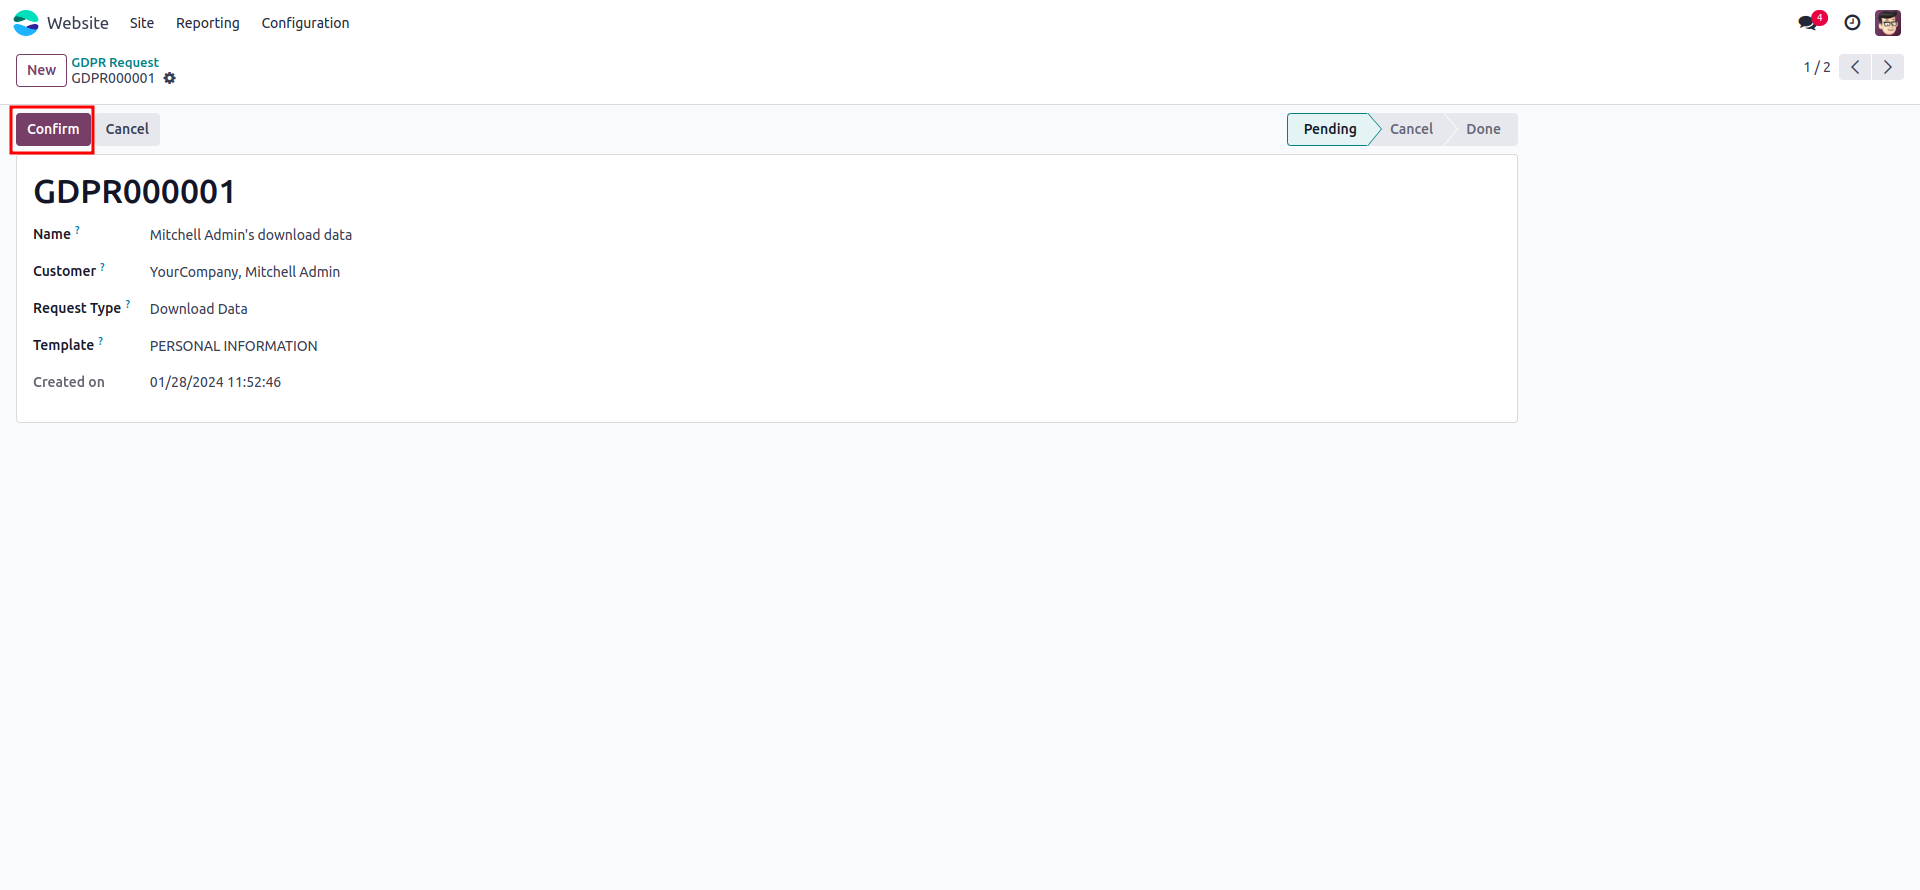 Website Site Reporting Configuration 4
New GDPR Request
GDPR000001 1 / 2
Confirm Cancel Pending Cancel Done
GDPR000001
Name ? Mitchell Admin's download data
Customer ? YourCompany, Mitchell Admin
Request Type ? Download Data
Template ? PERSONAL INFORMATION
Created on 01/28/2024 11:52:46